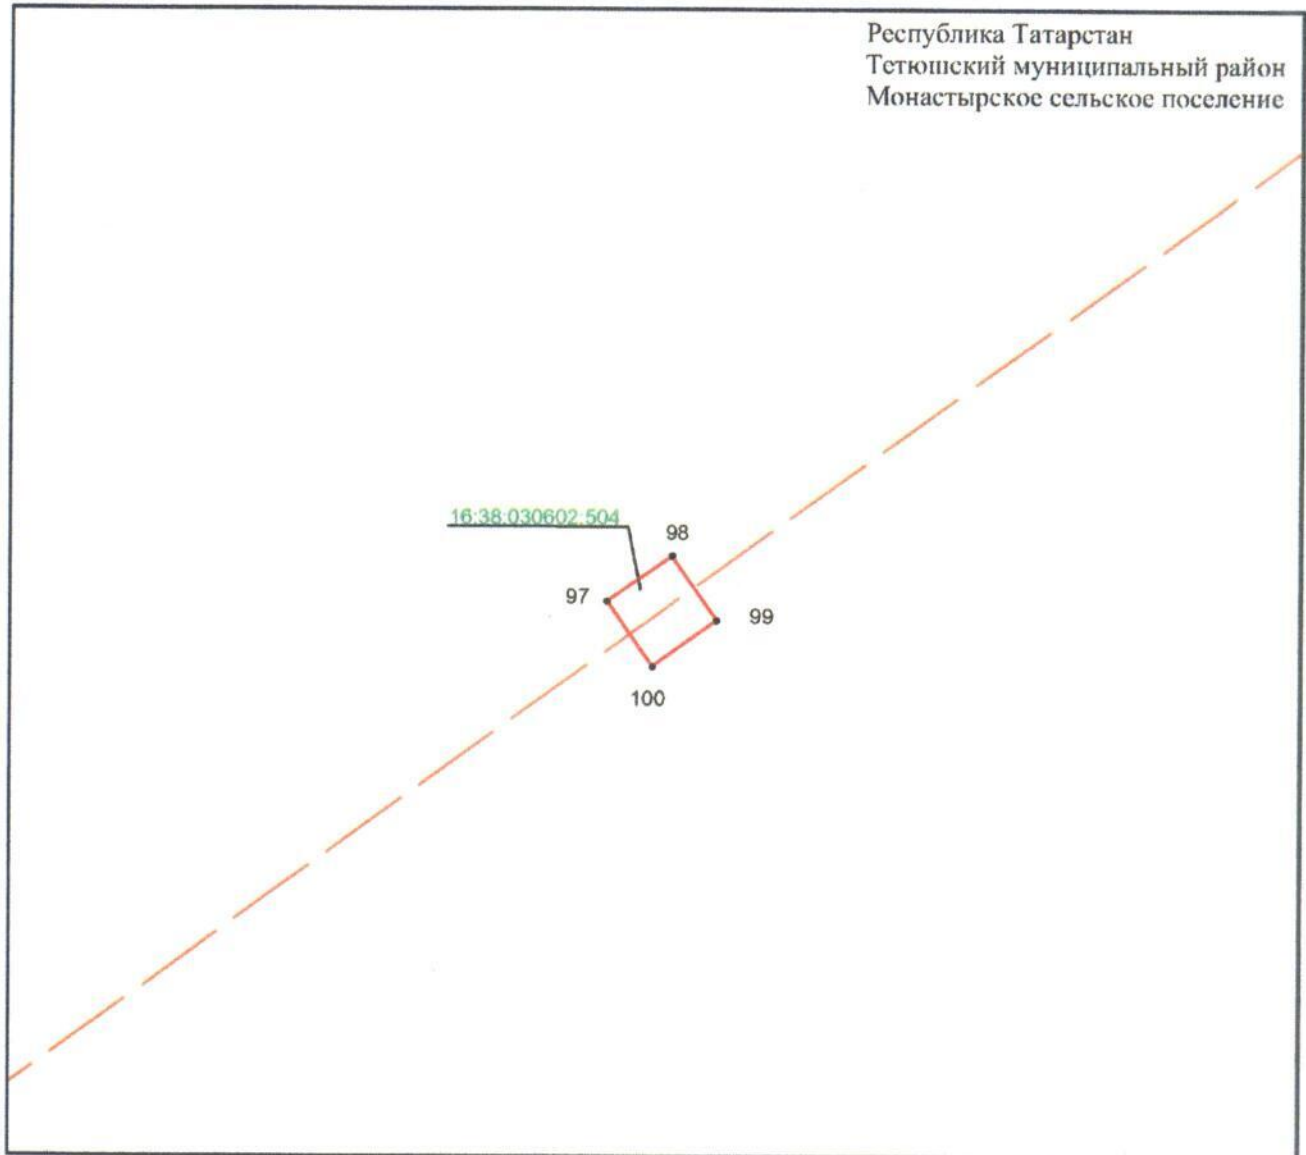 Республика Татарстан
Тетюшский муниципальный район
Монастырское сельское поселение
16:38:030602:504
98
97
99
100